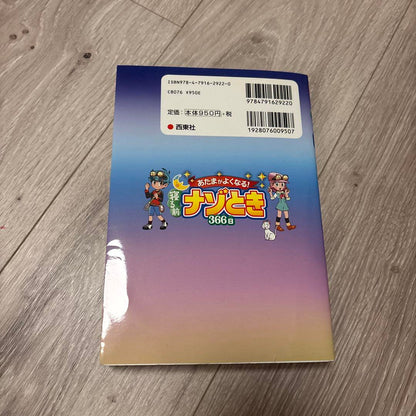 ISBN978-4-7916-2922-0
C8076 ¥950E
定価：本体950円+税
西東社
9784791629220
1928076009507
あたまがよくなる!
寝る前
ナゾとき
366日